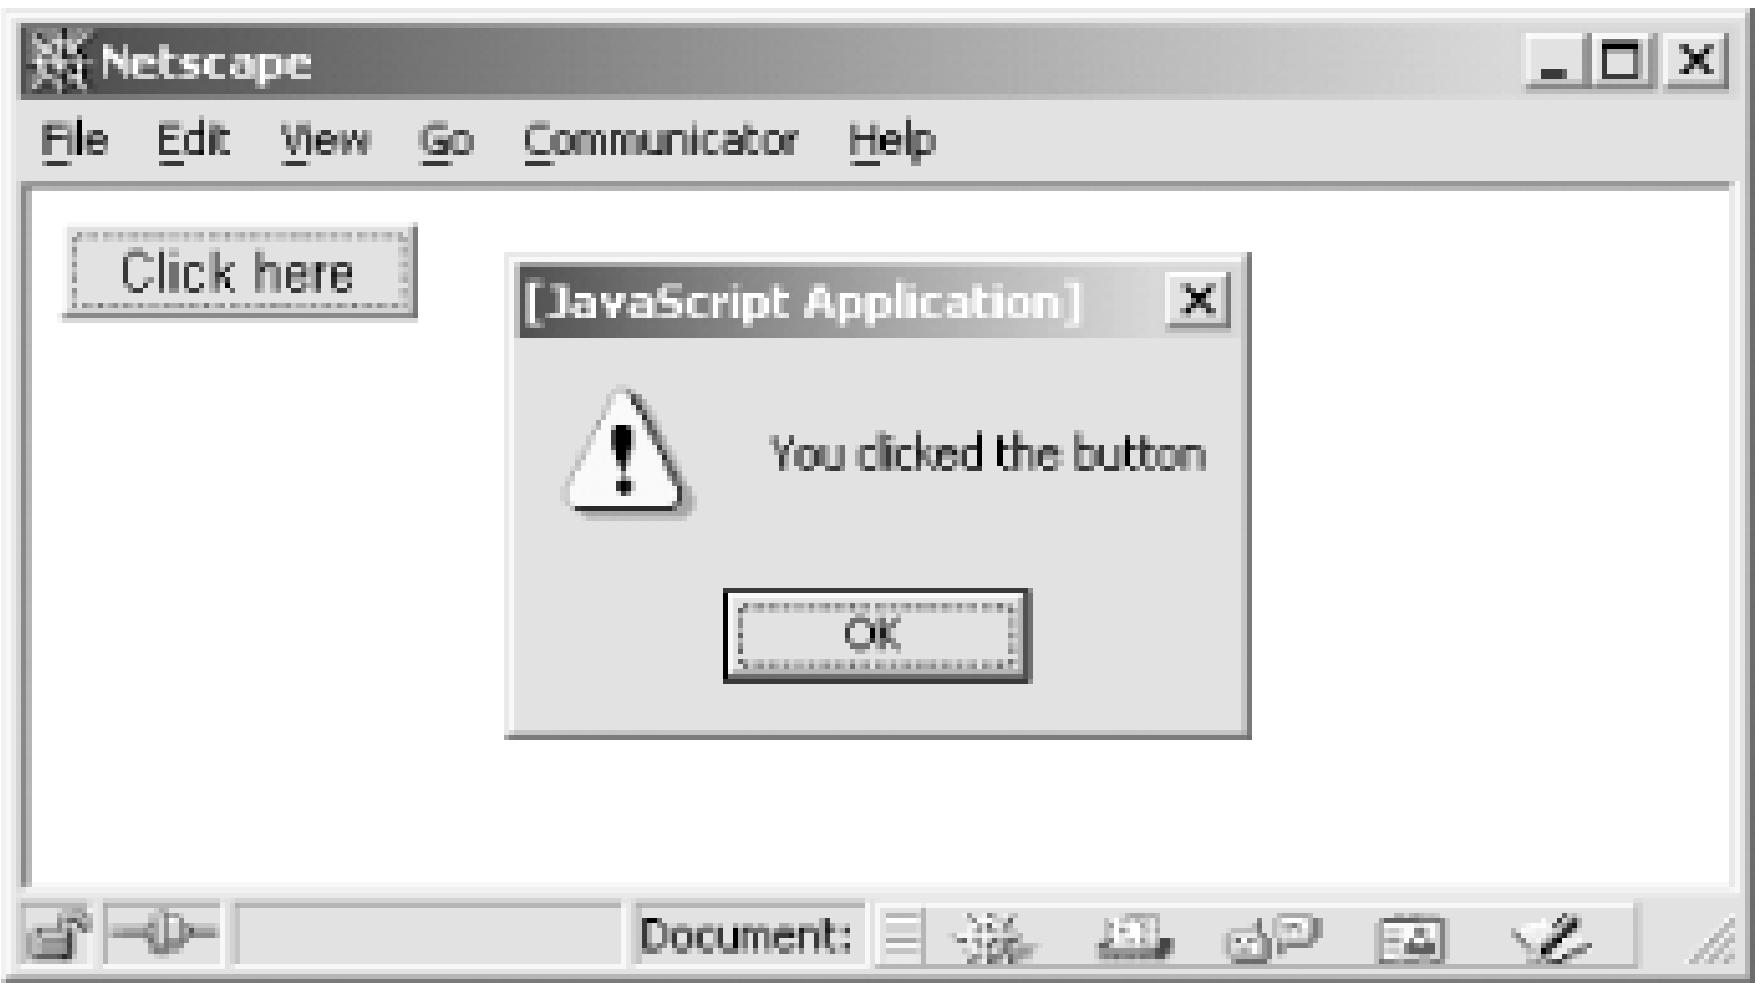 Netscape
File Edit View Go Communicator Help
Click here
[JavaScript Application]
You clicked the button
OK
Document: